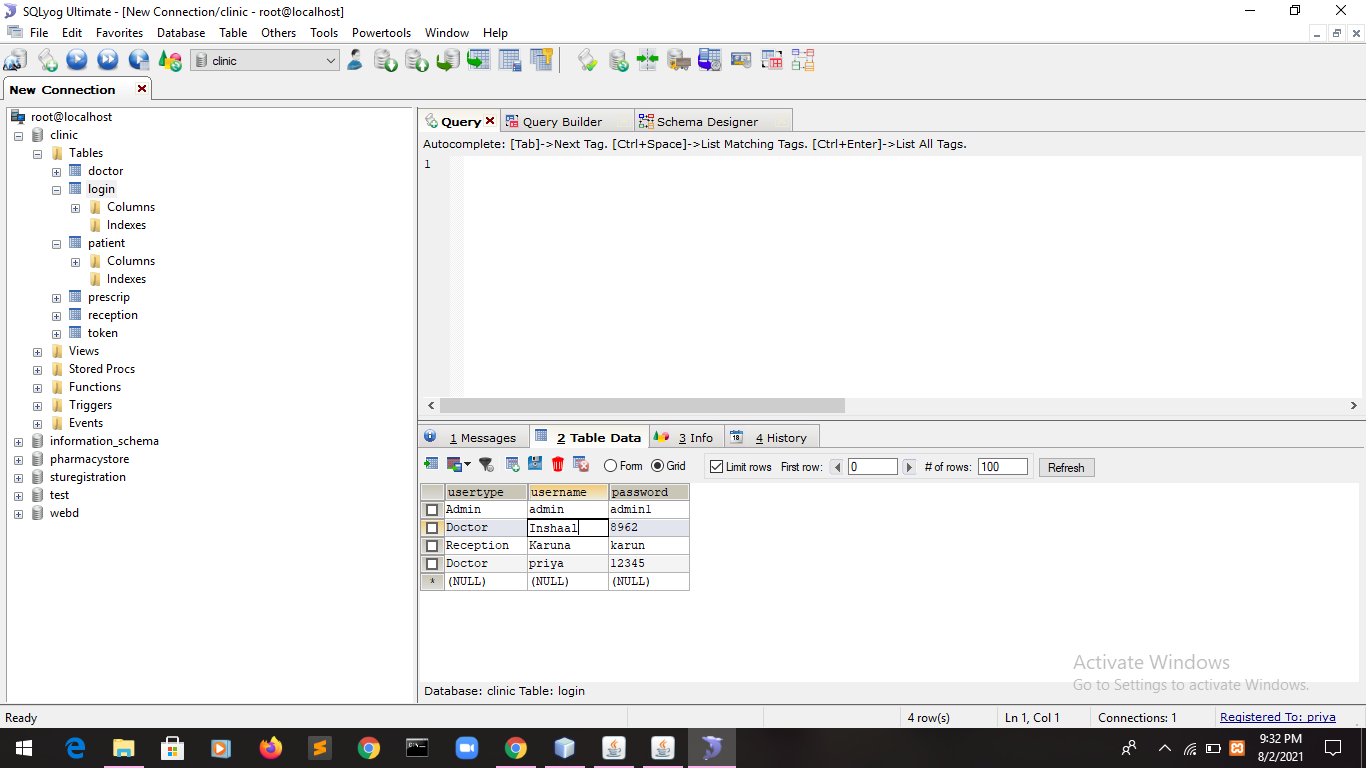 SQLyog Ultimate - [New Connection/clinic - root@localhost]
File Edit Favorites Database Table Others Tools Powertools Window Help
clinic
New Connection
root@localhost
clinic
Tables
doctor
login
Columns
Indexes
patient
Columns
Indexes
prescrip
reception
token
Views
Stored Procs
Functions
Triggers
Events
information_schema
pharmacystore
sturegistration
test
webd
Query Query Builder Schema Designer
Autocomplete: [Tab]->Next Tag. [Ctrl+Space]->List Matching Tags. [Ctrl+Enter]->List All Tags.
1
1 Messages 2 Table Data 3 Info 4 History
Form Grid Limit rows First row: 0 # of rows: 100 Refresh
usertype username password
Admin admin admin1
Doctor Inshaal 8962
Reception Karuna karun
Doctor priya 12345
* (NULL) (NULL) (NULL)
Activate Windows
Go to Settings to activate Windows.
Database: clinic Table: login
Ready 4 row(s) Ln 1, Col 1 Connections: 1 Registered To: priya
9:32 PM
8/2/2021